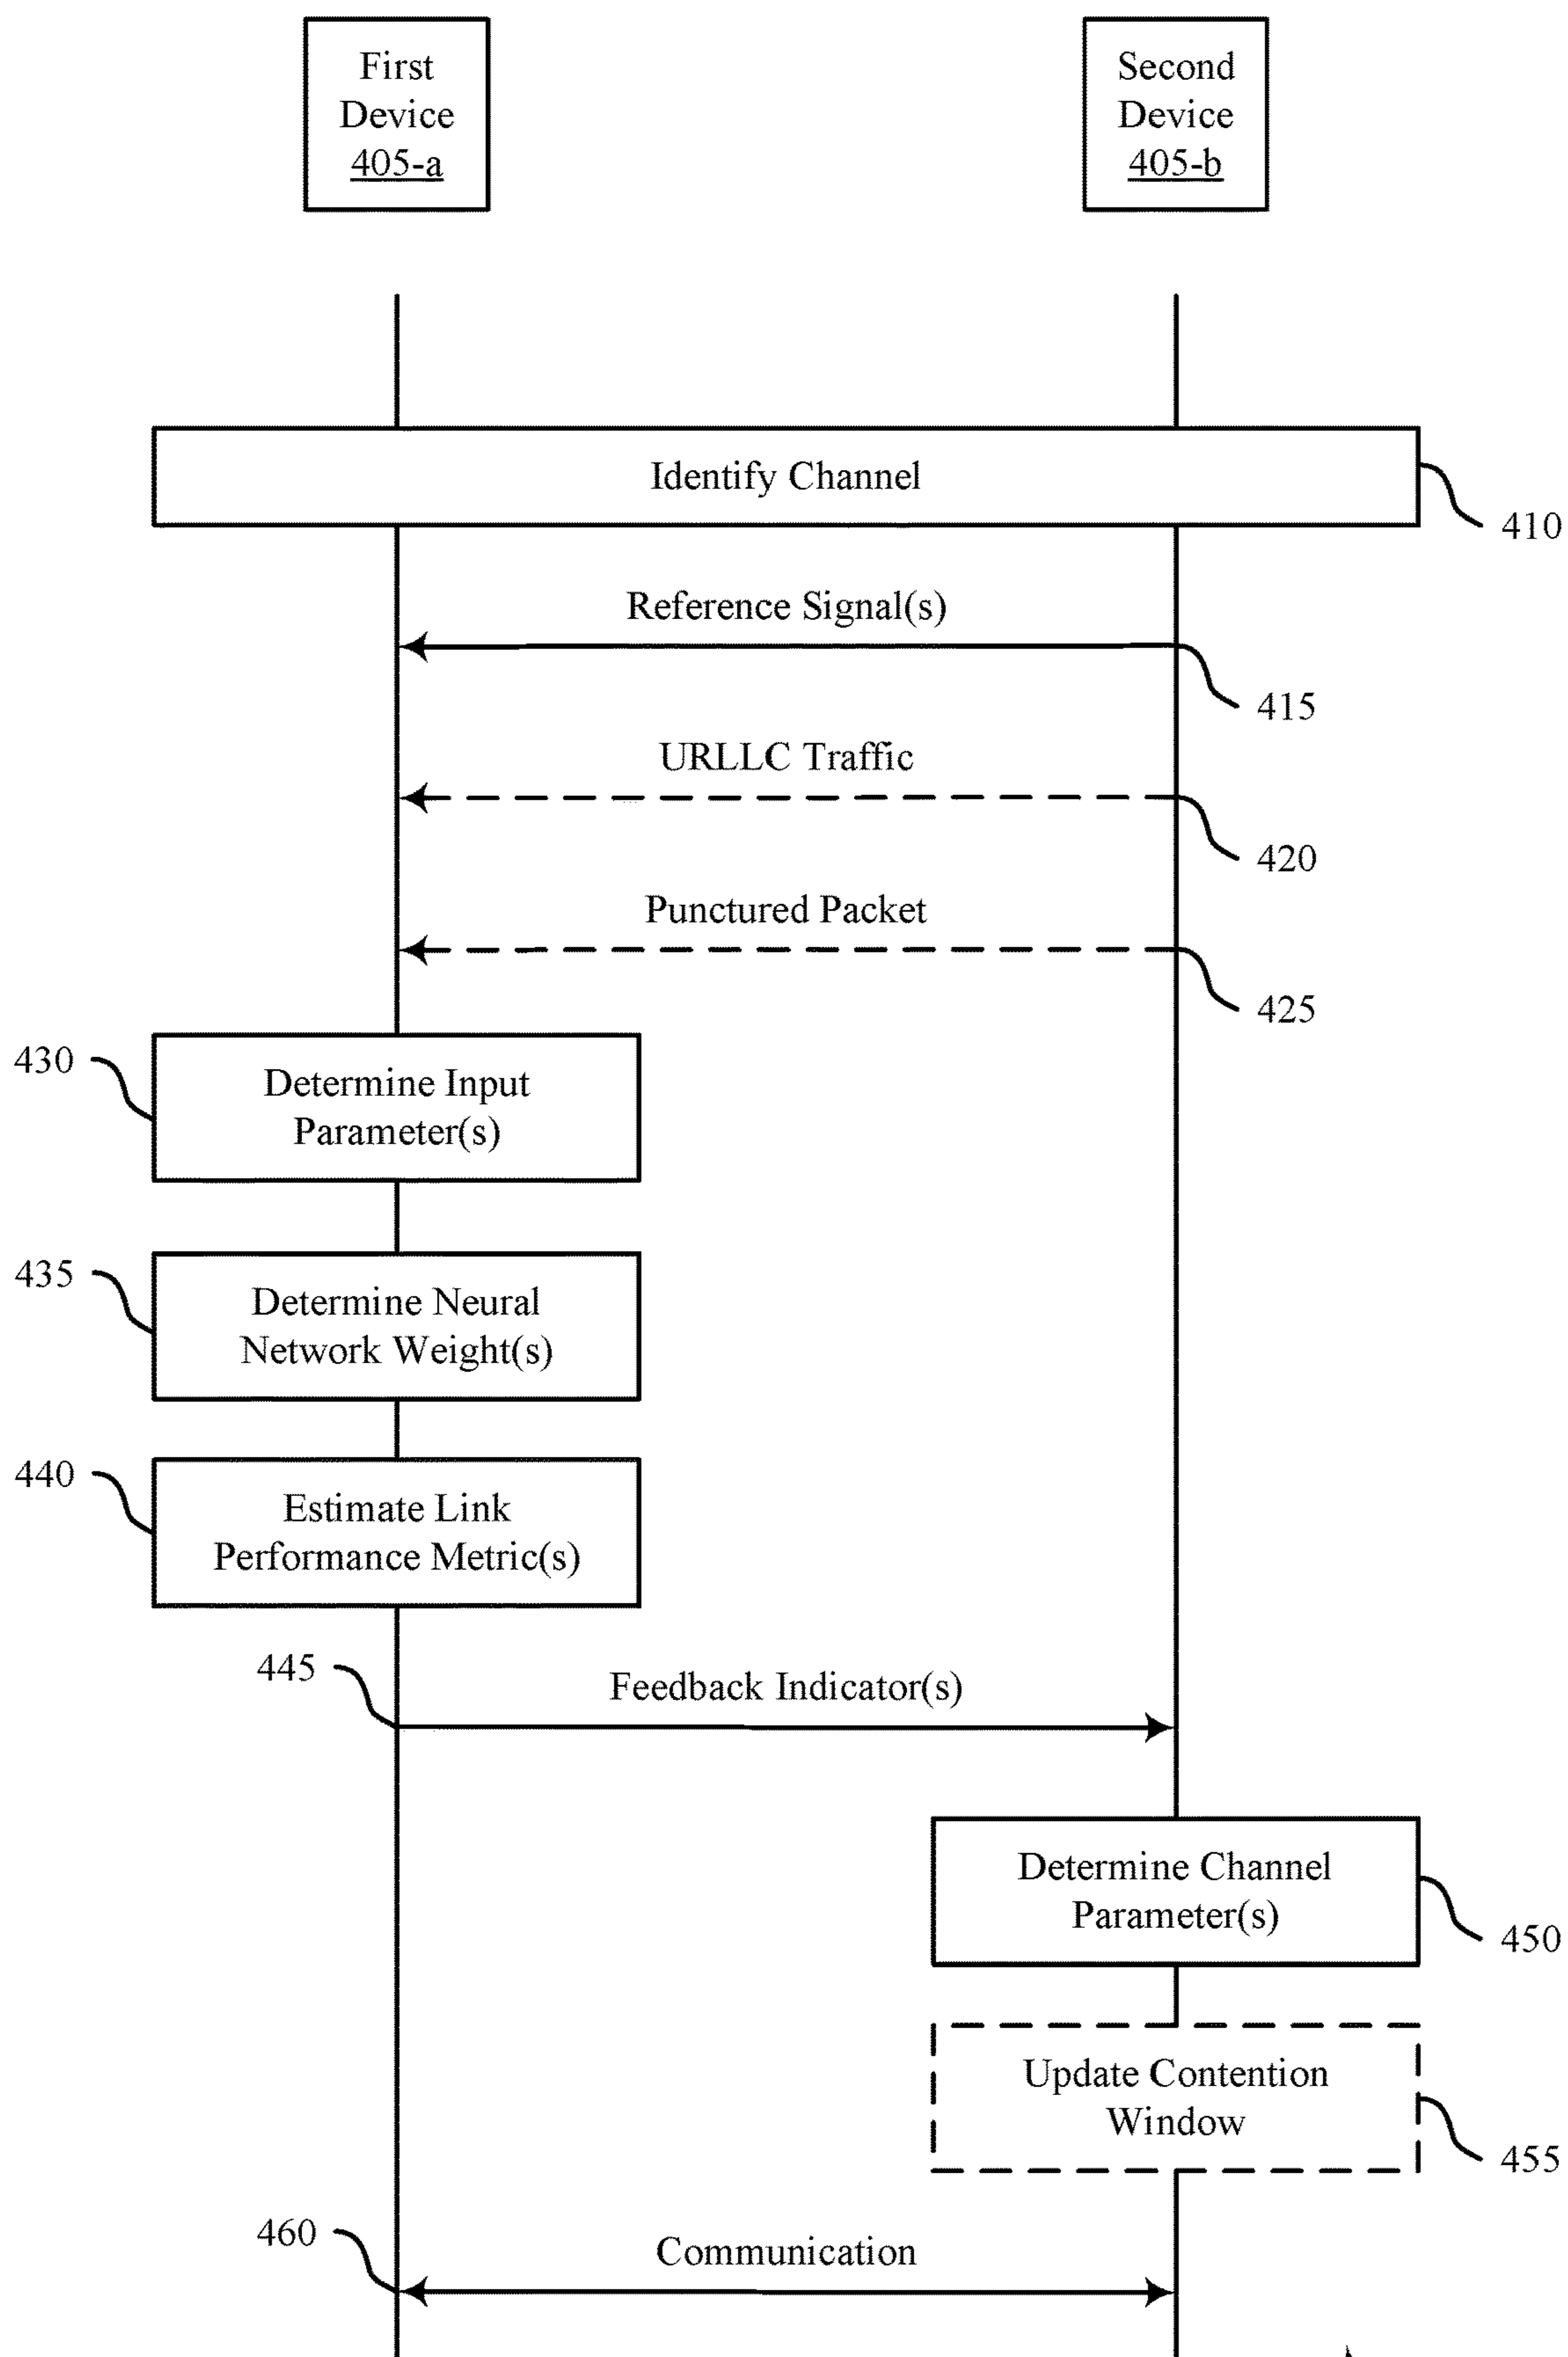 First
Device
405-a
Second
Device
405-b
Identify Channel
410
Reference Signal(s)
415
URLLC Traffic
420
Punctured Packet
425
430
Determine Input
Parameter(s)
435
Determine Neural
Network Weight(s)
440
Estimate Link
Performance Metric(s)
445
Feedback Indicator(s)
Determine Channel
Parameter(s)
450
Update Contention
Window
455
460
Communication